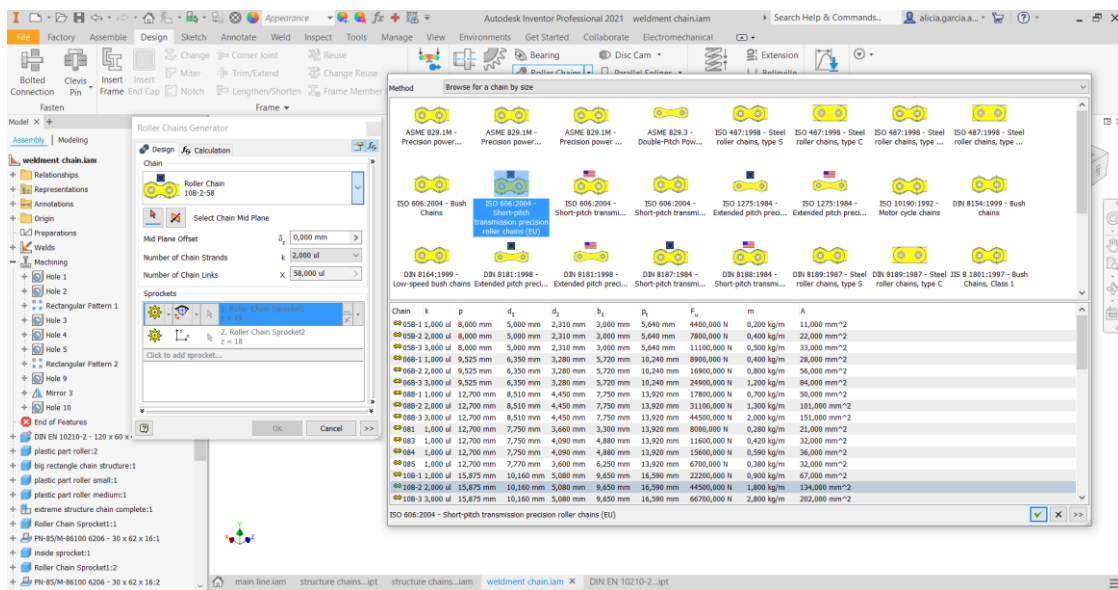 Appearance
Autodesk Inventor Professional 2021 weldment chain.iam
Search Help & Commands...
alicia.garcia.a...
File Factory Assemble Design Sketch Annotate Weld Inspect Tools Manage View Environments Get Started Collaborate Electromechanical
Bolted Connection
Clevis Pin
Insert Frame
Insert End Cap
Change Corner Joint Reuse
Miter Trim/Extend Change Reuse
Notch Lengthen/Shorten Frame Member
Bearing Disc Cam Extension
Roller Chains Parallel Splines Belleville
Fasten Frame
Model × +
Assembly | Modeling
weldment chain.iam
Relationships
Representations
Annotations
Origin
Preparations
Welds
Machining
Hole 1
Hole 2
Rectangular Pattern 1
Hole 3
Hole 4
Hole 5
Rectangular Pattern 2
Hole 9
Mirror 3
Hole 10
End of Features
DIN EN 10210-2 - 120 x 60 x
plastic part roller:2
big rectangle chain structure:1
plastic part roller small:1
plastic part roller medium:1
extreme structure chain complete:1
Roller Chain Sprocket1:1
PN-85/M-86100 6206 - 30 x 62 x 16:1
inside sprocket:1
Roller Chain Sprocket1:2
PN-85/M-86100 6206 - 30 x 62 x 16:2
Roller Chains Generator
Design fx Calculation
Chain
Roller Chain
10B-2-58
Select Chain Mid Plane
Mid Plane Offset 0,000 mm >
Number of Chain Strands k 2,000 ul
Number of Chain Links X 58,000 ul >
Sprockets
1. Roller Chain Sprocket1
2. Roller Chain Sprocket2
z = 18
Click to add sprocket...
OK Cancel >>
Method Browse for a chain by size
ASME B29.1M - Precision power...
ASME B29.1M - Precision power...
ASME B29.1M - Precision power ...
ASME B29.3 - Double-Pitch Pow...
ISO 487:1998 - Steel roller chains, type S
ISO 487:1998 - Steel roller chains, type C
ISO 487:1998 - Steel roller chains, type ...
ISO 487:1998 - Steel roller chains, type ...
ISO 606:2004 - Bush Chains
ISO 606:2004 - Short-pitch transmission precision roller chains (EU)
ISO 606:2004 - Short-pitch transmi...
ISO 606:2004 - Short-pitch transmi...
ISO 1275:1984 - Extended pitch preci...
ISO 1275:1984 - Extended pitch preci...
ISO 10190:1992 - Motor cycle chains
DIN 8154:1999 - Bush chains
DIN 8164:1999 - Low-speed bush chains
DIN 8181:1998 - Extended pitch preci...
DIN 8181:1998 - Extended pitch preci...
DIN 8187:1984 - Short-pitch transmi...
DIN 8188:1984 - Short-pitch transmi...
DIN 8189:1987 - Steel roller chains, type S
DIN 8189:1987 - Steel roller chains, type C
JIS B 1801:1997 - Bush Chains, Class 1
Chain k p d1 d2 b1 pt Fu m A
05B-1 1,000 ul 8,000 mm 5,000 mm 2,310 mm 3,000 mm 5,640 mm 4400,000 N 0,200 kg/m 11,000 mm^2
05B-2 2,000 ul 8,000 mm 5,000 mm 2,310 mm 3,000 mm 5,640 mm 7800,000 N 0,400 kg/m 22,000 mm^2
05B-3 3,000 ul 8,000 mm 5,000 mm 2,310 mm 3,000 mm 5,640 mm 11100,000 N 0,500 kg/m 33,000 mm^2
06B-1 1,000 ul 9,525 mm 6,350 mm 3,280 mm 5,720 mm 10,240 mm 8900,000 N 0,400 kg/m 28,000 mm^2
06B-2 2,000 ul 9,525 mm 6,350 mm 3,280 mm 5,720 mm 10,240 mm 16900,000 N 0,800 kg/m 56,000 mm^2
06B-3 3,000 ul 9,525 mm 6,350 mm 3,280 mm 5,720 mm 10,240 mm 24900,000 N 1,200 kg/m 84,000 mm^2
08B-1 1,000 ul 12,700 mm 8,510 mm 4,450 mm 7,750 mm 13,920 mm 17800,000 N 0,700 kg/m 50,000 mm^2
08B-2 2,000 ul 12,700 mm 8,510 mm 4,450 mm 7,750 mm 13,920 mm 31100,000 N 1,300 kg/m 101,000 mm^2
08B-3 3,000 ul 12,700 mm 8,510 mm 4,450 mm 7,750 mm 13,920 mm 44500,000 N 2,000 kg/m 151,000 mm^2
081 1,000 ul 12,700 mm 7,750 mm 3,660 mm 3,300 mm 13,920 mm 8000,000 N 0,280 kg/m 21,000 mm^2
083 1,000 ul 12,700 mm 7,750 mm 4,090 mm 4,880 mm 13,920 mm 11600,000 N 0,420 kg/m 32,000 mm^2
084 1,000 ul 12,700 mm 7,750 mm 4,090 mm 4,880 mm 13,920 mm 15600,000 N 0,590 kg/m 36,000 mm^2
085 1,000 ul 12,700 mm 7,770 mm 3,600 mm 6,250 mm 13,920 mm 6700,000 N 0,380 kg/m 32,000 mm^2
10B-1 1,000 ul 15,875 mm 10,160 mm 5,080 mm 9,650 mm 16,590 mm 22200,000 N 0,900 kg/m 67,000 mm^2
10B-2 2,000 ul 15,875 mm 10,160 mm 5,080 mm 9,650 mm 16,590 mm 44500,000 N 1,800 kg/m 134,000 mm^2
10B-3 3,000 ul 15,875 mm 10,160 mm 5,080 mm 9,650 mm 16,590 mm 66700,000 N 2,800 kg/m 202,000 mm^2
ISO 606:2004 - Short-pitch transmission precision roller chains (EU)
main line.iam structure chains...ipt structure chains...iam weldment chain.iam × DIN EN 10210-2...ipt